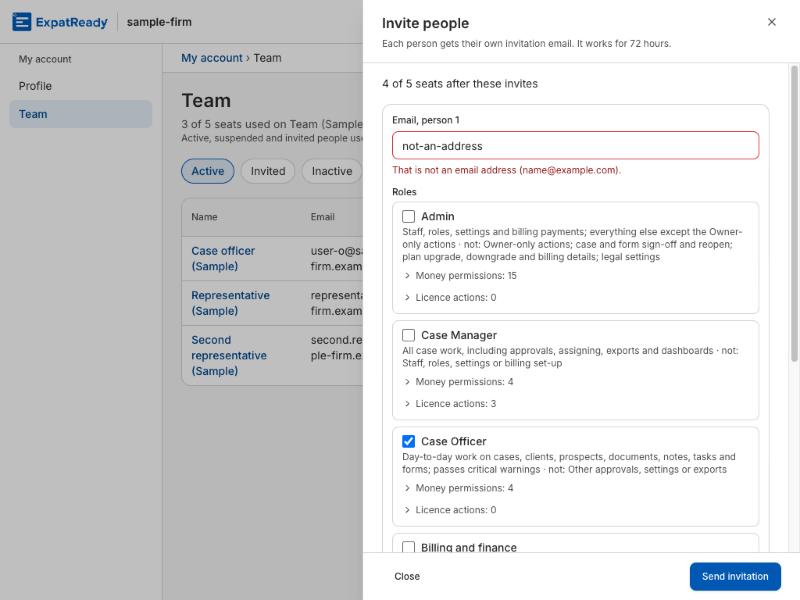 ExpatReady
sample-firm
My account
Profile
Team
My account › Team
Team
3 of 5 seats used on Team (Sample
Active, suspended and invited people us
Active
Invited
Inactive
Name
Email
Case officer
(Sample)
user-o@sa
firm.exam
Representative
(Sample)
representa
firm.exam
Second
representative
(Sample)
second.re
ple-firm.e
Invite people
Each person gets their own invitation email. It works for 72 hours.
4 of 5 seats after these invites
Email, person 1
not-an-address
That is not an email address (name@example.com).
Roles
Admin
Staff, roles, settings and billing payments; everything else except the Owner-
only actions · not: Owner-only actions; case and form sign-off and reopen;
plan upgrade, downgrade and billing details; legal settings
Money permissions: 15
Licence actions: 0
Case Manager
All case work, including approvals, assigning, exports and dashboards · not:
Staff, roles, settings or billing set-up
Money permissions: 4
Licence actions: 3
Case Officer
Day-to-day work on cases, clients, prospects, documents, notes, tasks and
forms; passes critical warnings · not: Other approvals, settings or exports
Money permissions: 4
Licence actions: 0
Billing and finance
Close
Send invitation